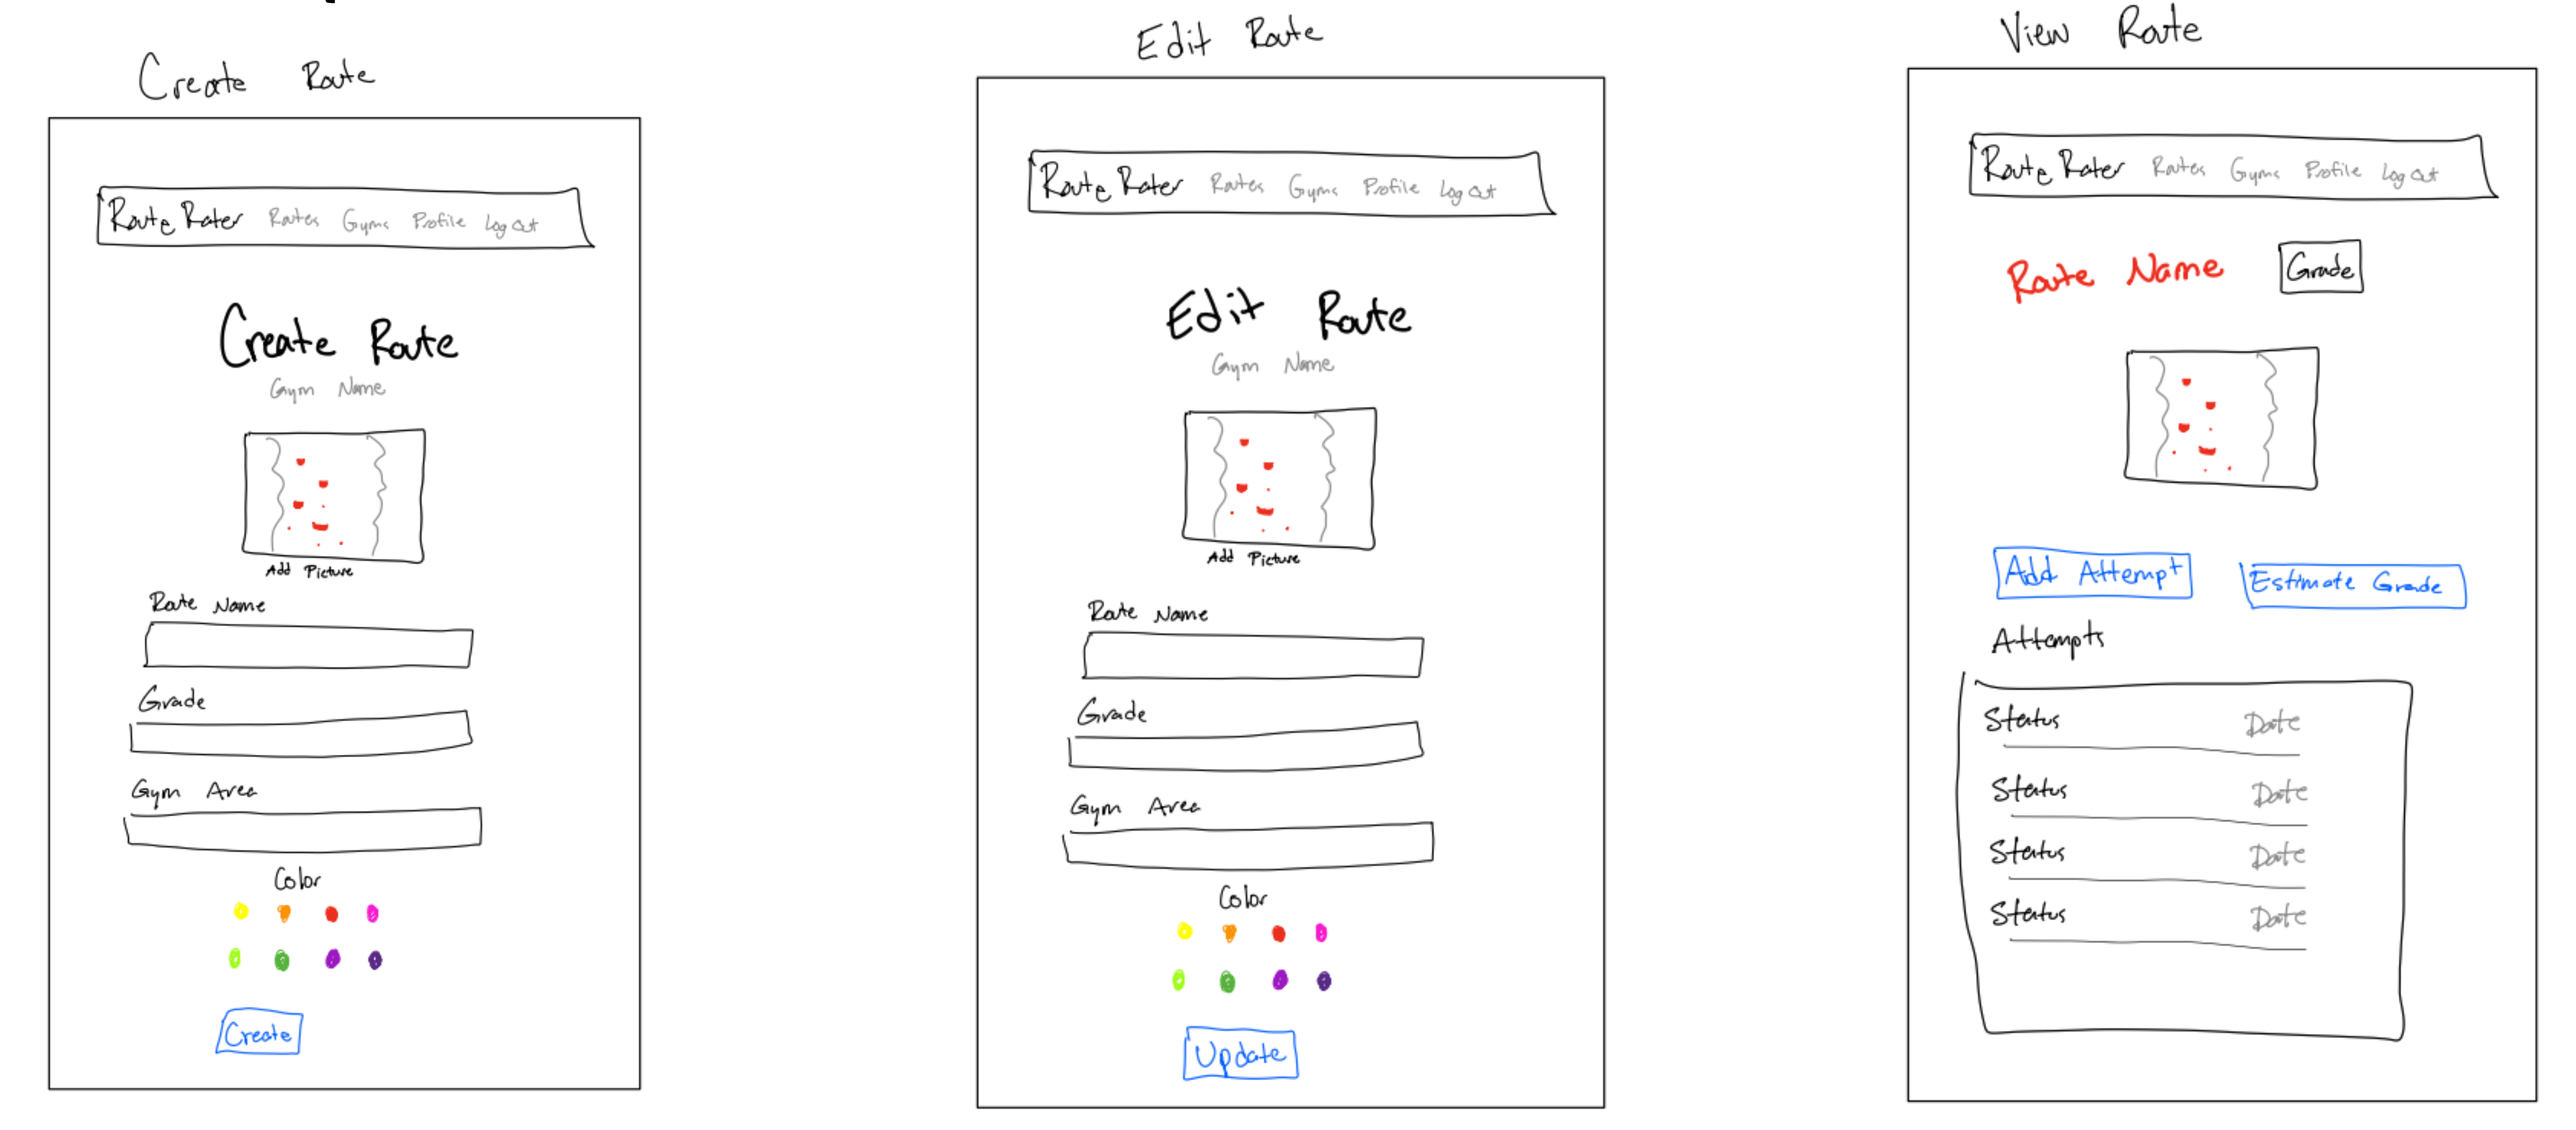 Create Route
Route Rater Routes Gyms Profile Log Out
Create Route
Gym Name
Add Picture
Route Name
Grade
Gym Area
Color
Create
Edit Route
Route Rater Routes Gyms Profile Log Out
Edit Route
Gym Name
Add Picture
Route Name
Grade
Gym Area
Color
Update
View Route
Route Rater Routes Gyms Profile Log Out
Route Name Grade
Add Attempt Estimate Grade
Attempts
Status Date
Status Date
Status Date
Status Date